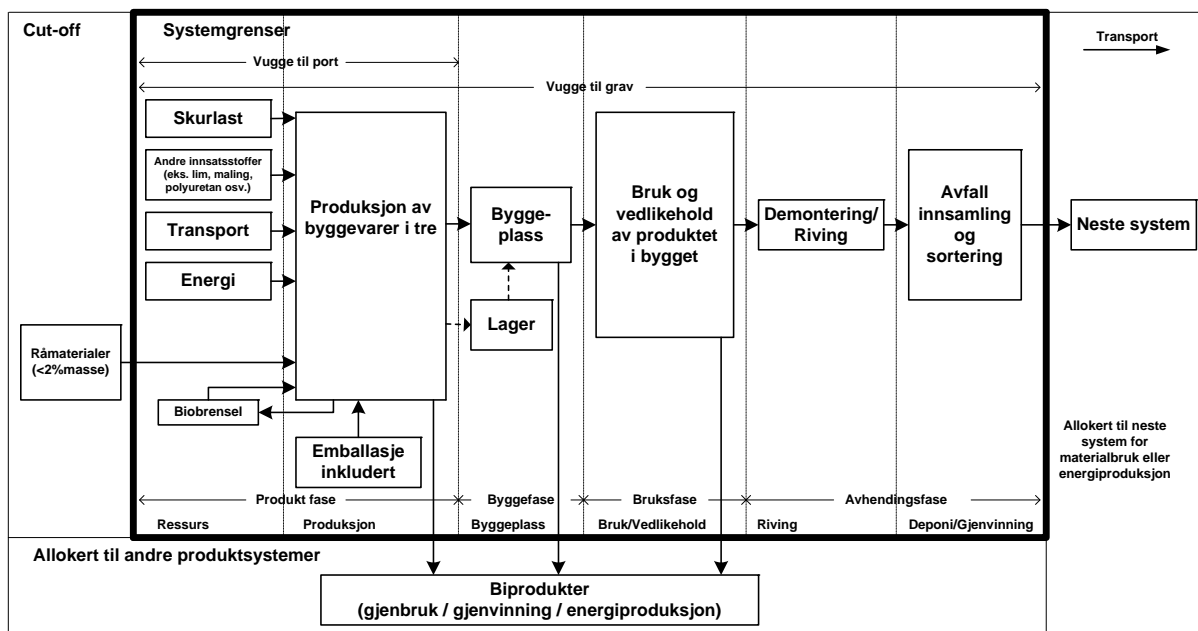 Cut-off
Systemgrenser
Transport
Vugge til port
Vugge til grav
Skurlast
Andre innsatsstoffer
(eks. lim, maling,
polyuretan osv.)
Transport
Energi
Råmaterialer
(<2%masse)
Biobrensel
Produksjon av
byggevarer i tre
Emballasje
inkludert
Bygge-
plass
Lager
Bruk og
vedlikehold
av produktet
i bygget
Demontering/
Riving
Avfall
innsamling
og
sortering
Neste system
Allokert til neste
system for
materialbruk eller
energiproduksjon
Produkt fase
Byggefase
Bruksfase
Avhendingsfase
Ressurs
Produksjon
Byggeplass
Bruk/Vedlikehold
Riving
Deponi/Gjenvinning
Allokert til andre produktsystemer
Biprodukter
(gjenbruk / gjenvinning / energiproduksjon)